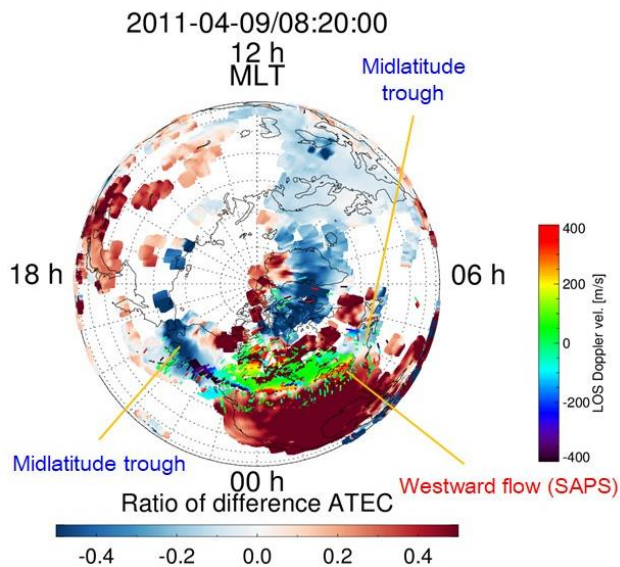 2011-04-09/08:20:00
12 h
MLT
Midlatitude
trough
18 h
06 h
400
200
0
-200
-400
LOS Doppler vel. [m/s]
Midlatitude trough
00 h
Westward flow (SAPS)
Ratio of difference ATEC
-0.4
-0.2
0.0
0.2
0.4